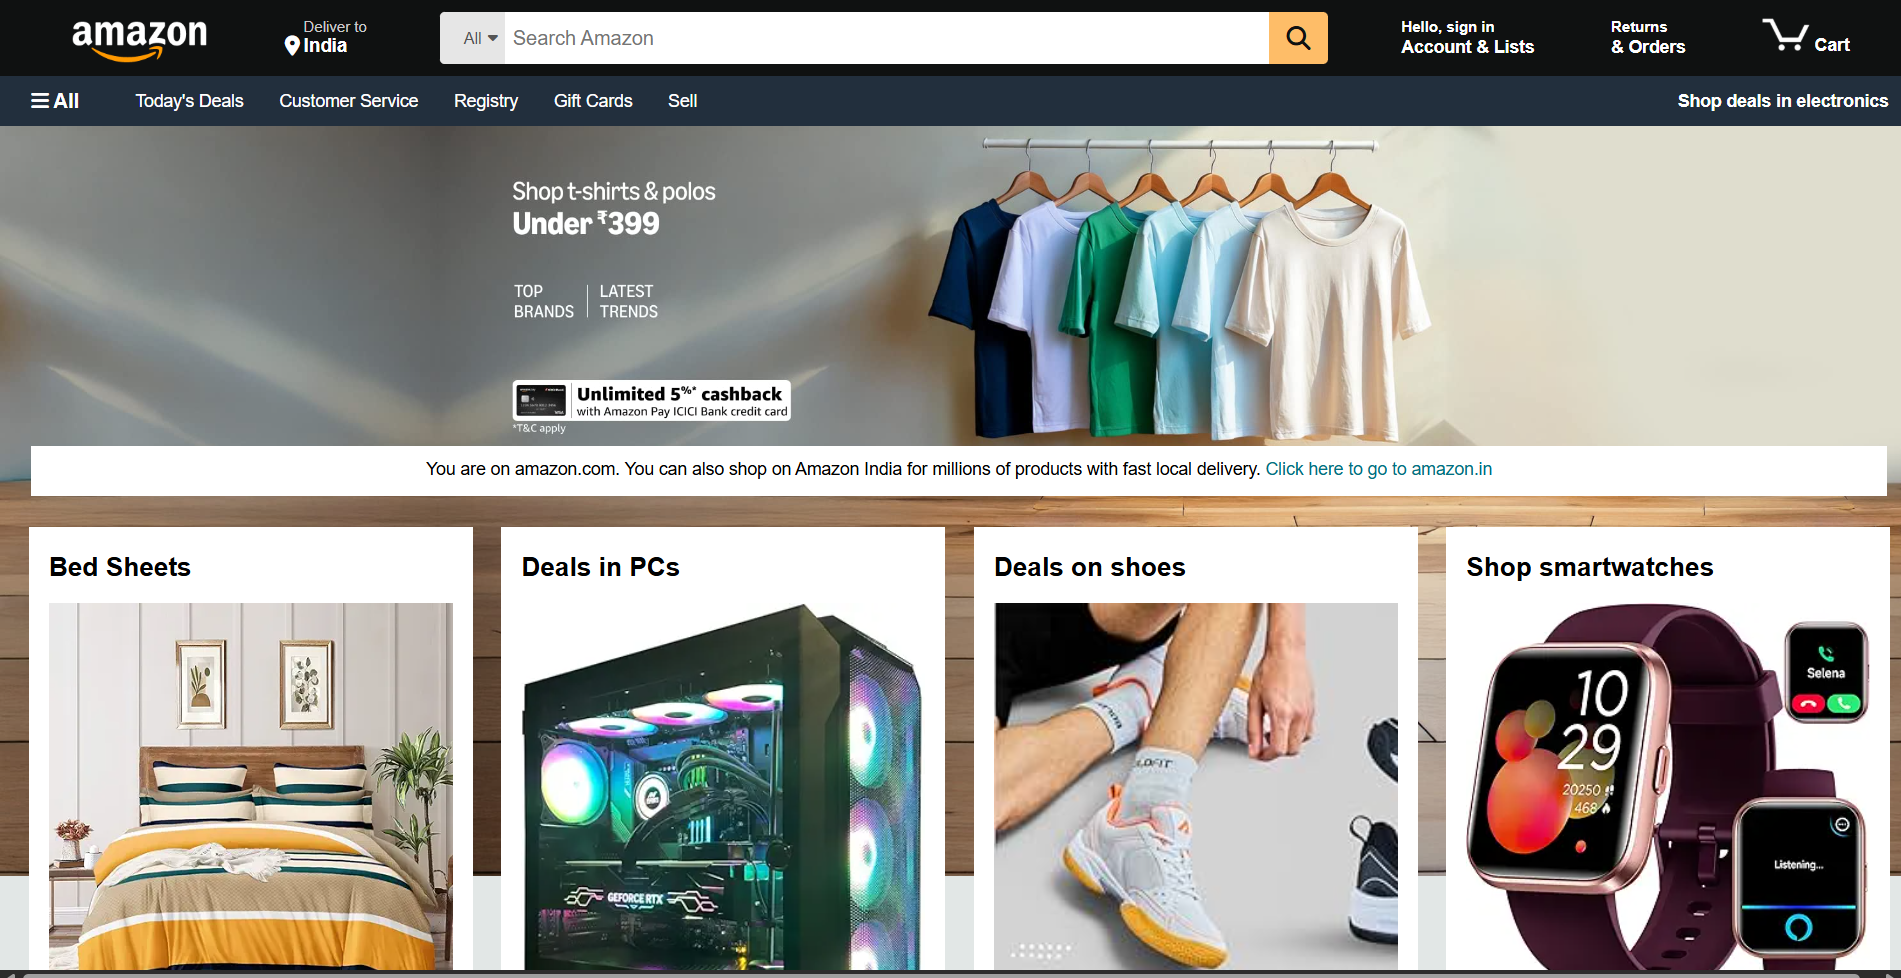 amazon
Deliver to
India
All
Search Amazon
Hello, sign in
Account & Lists
Returns
& Orders
Cart
All
Today's Deals
Customer Service
Registry
Gift Cards
Sell
Shop deals in electronics
Shop t-shirts & polos
Under ₹399
TOP
BRANDS
LATEST
TRENDS
Unlimited 5%* cashback
with Amazon Pay ICICI Bank credit card
*T&C apply
You are on amazon.com. You can also shop on Amazon India for millions of products with fast local delivery. Click here to go to amazon.in
Bed Sheets
Deals in PCs
Deals on shoes
Shop smartwatches
GEFORCE RTX
10
29
20250
468
Selena
Listening...